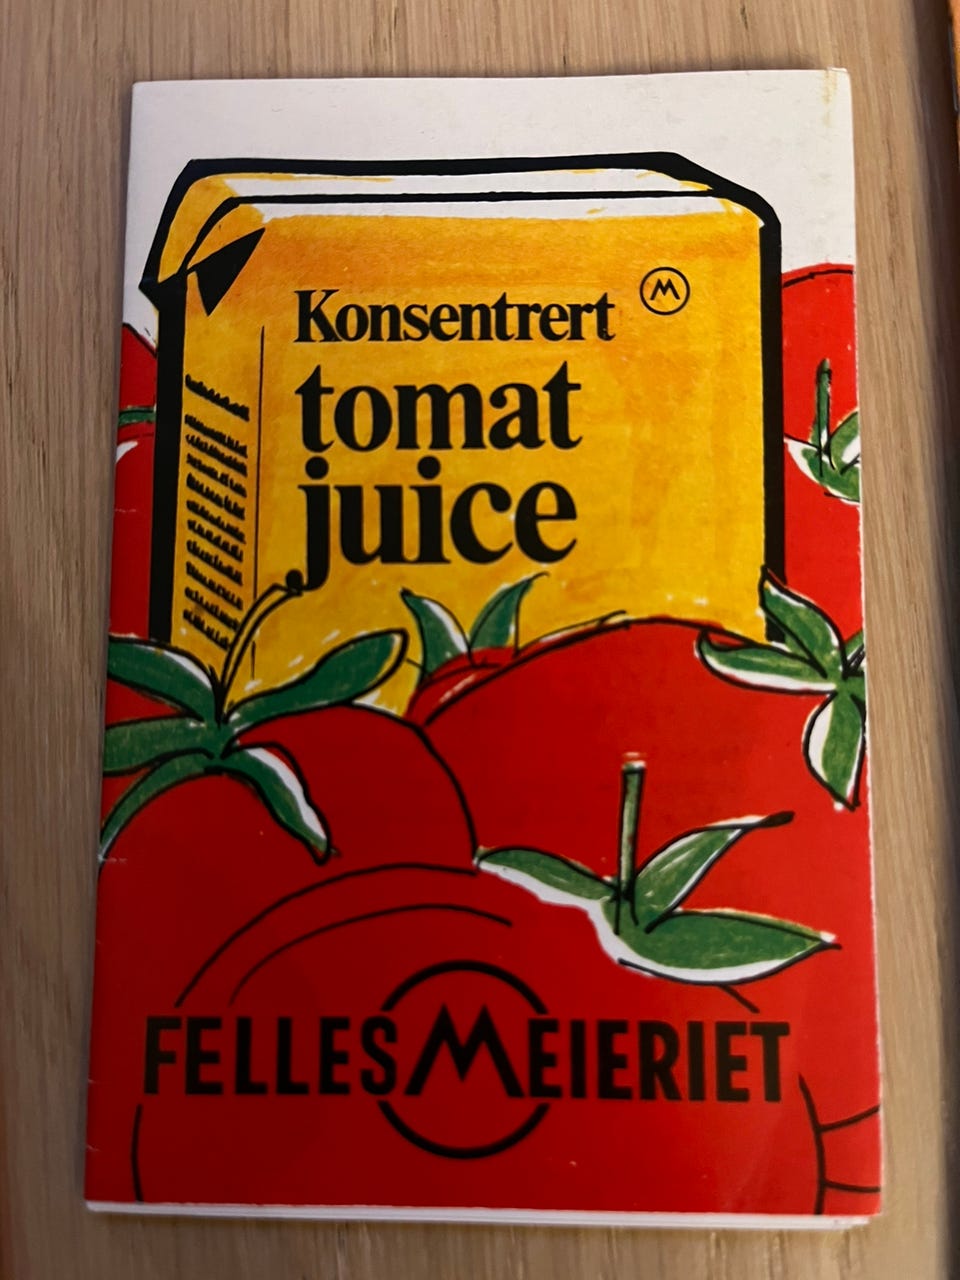 Konsentrert
M
tomat
juice
FELLESMEIERIET